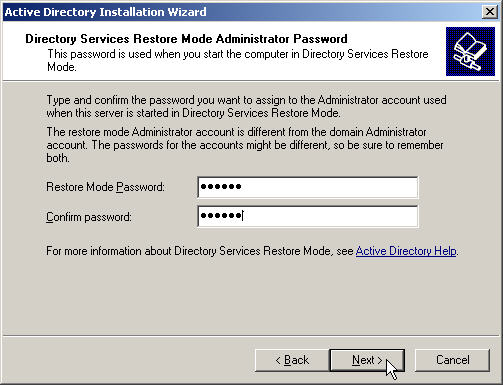 Active Directory Installation Wizard
Directory Services Restore Mode Administrator Password
This password is used when you start the computer in Directory Services Restore
Mode.
Type and confirm the password you want to assign to the Administrator account used
when this server is started in Directory Services Restore Mode.
The restore mode Administrator account is different from the domain Administrator
account. The passwords for the accounts might be different, so be sure to remember
both.
Restore Mode Password: ●●●●●●
Confirm password: ●●●●●●
For more information about Directory Services Restore Mode, see Active Directory Help.
< Back Next > Cancel